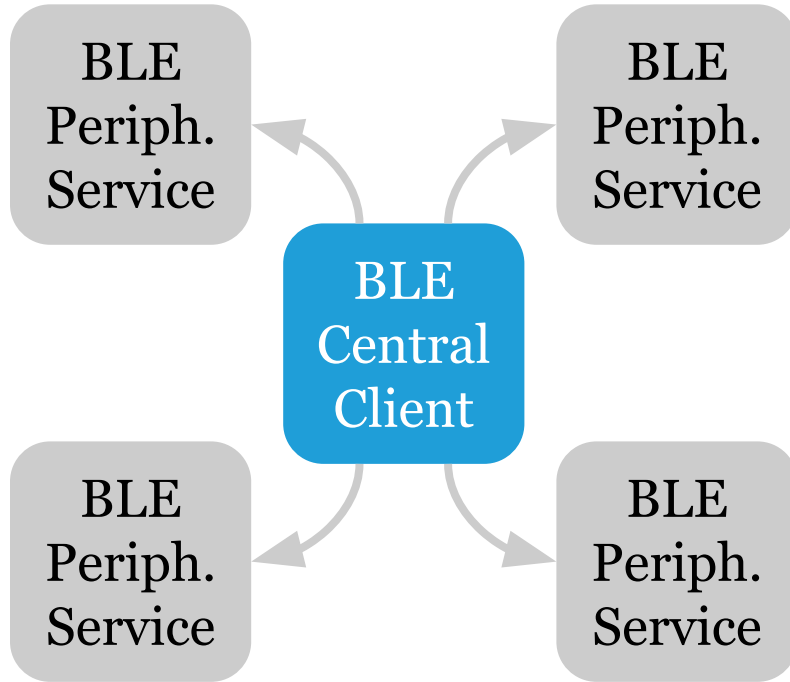 BLE
Periph.
Service
BLE
Periph.
Service
BLE
Central
Client
BLE
Periph.
Service
BLE
Periph.
Service